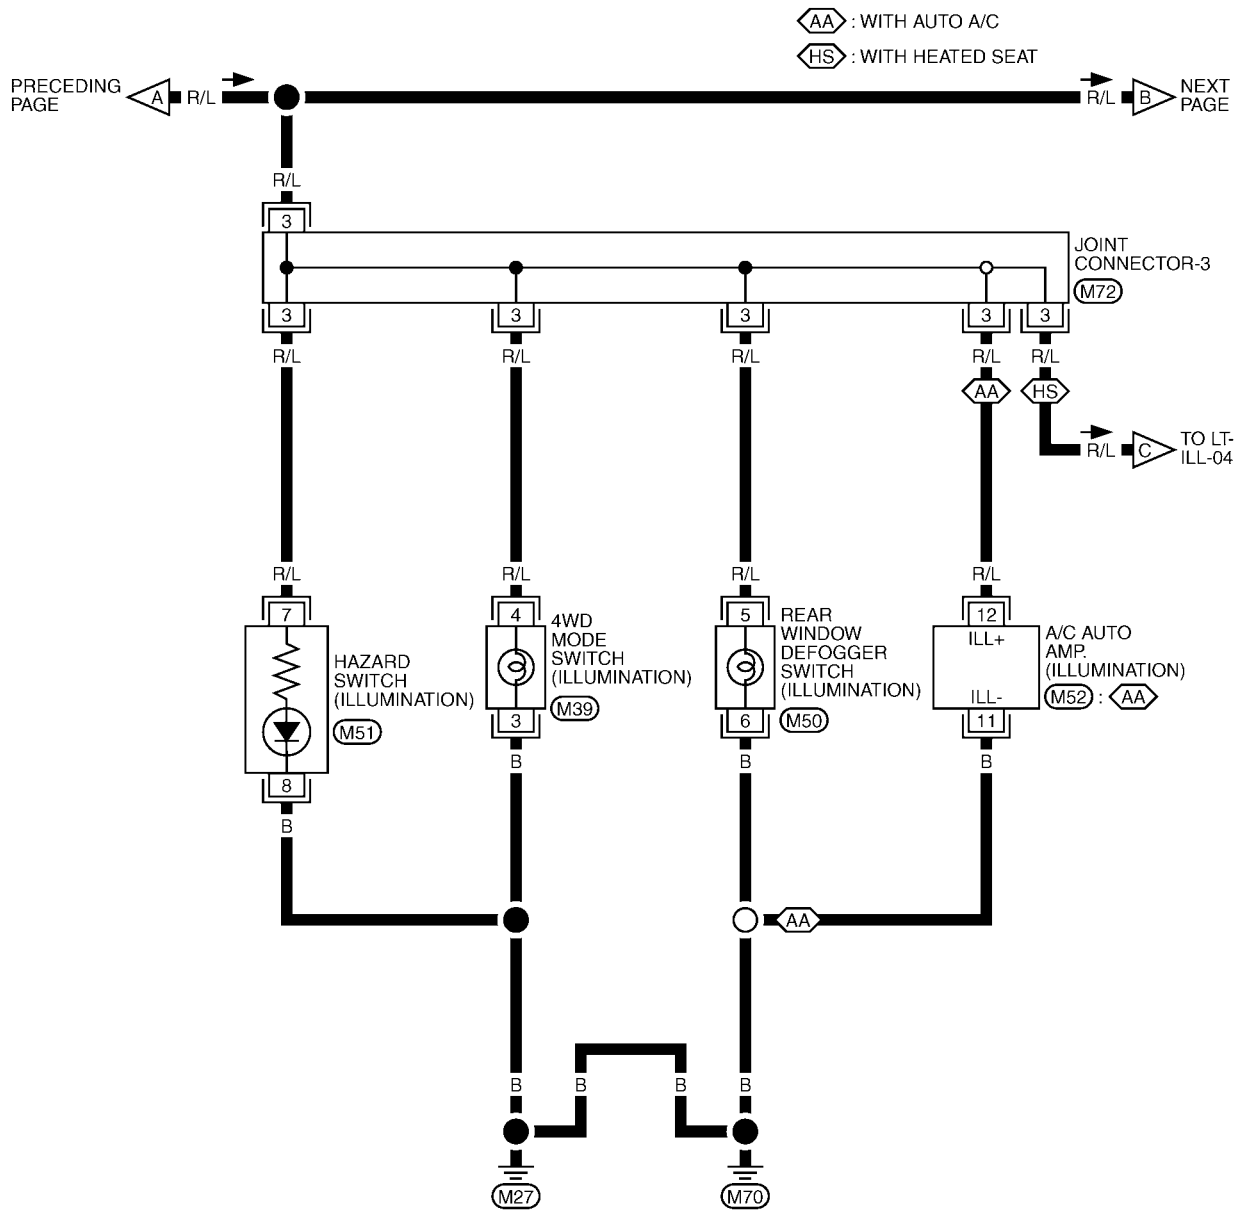 AA : WITH AUTO A/C
HS : WITH HEATED SEAT
PRECEDING
PAGE
A
R/L
R/L
B
NEXT
PAGE
R/L
3
JOINT
CONNECTOR-3
M72
3
3
3
3
3
R/L
R/L
R/L
R/L
R/L
AA
HS
R/L
C
TO LT-
ILL-04
R/L
R/L
R/L
R/L
7
HAZARD
SWITCH
(ILLUMINATION)
M51
8
B
4
4WD
MODE
SWITCH
(ILLUMINATION)
M39
3
B
5
REAR
WINDOW
DEFOGGER
SWITCH
(ILLUMINATION)
M50
6
B
12
ILL+
ILL-
11
A/C AUTO
AMP.
(ILLUMINATION)
M52 : AA
B
AA
B
B
B
B
M27
M70